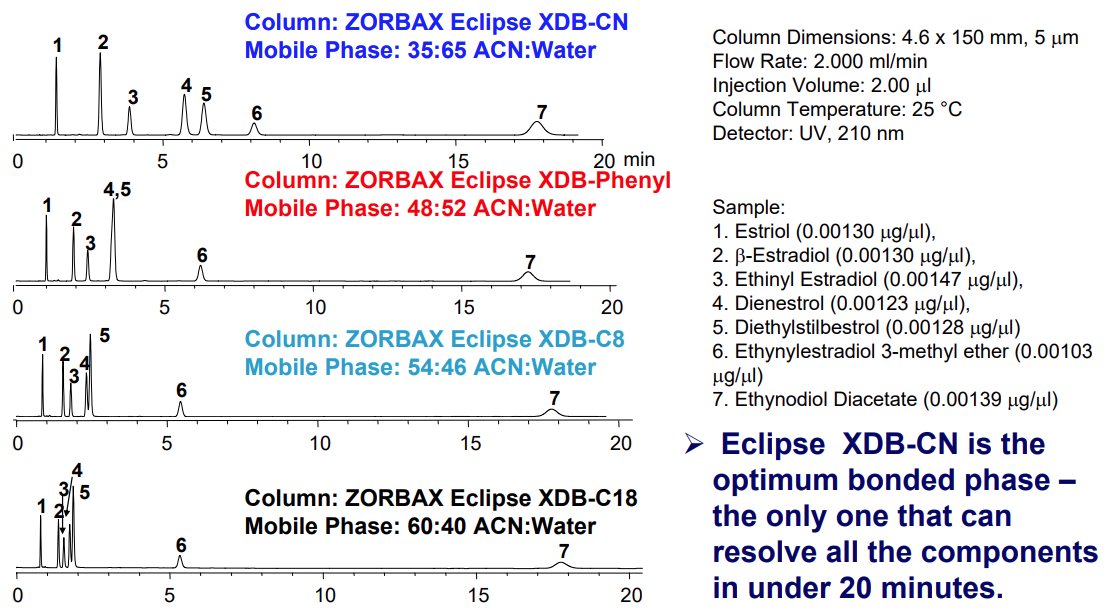 Column: ZORBAX Eclipse XDB-CN
Mobile Phase: 35:65 ACN:Water
1
2
3
4
5
6
7
0
5
10
15
20
min
Column: ZORBAX Eclipse XDB-Phenyl
Mobile Phase: 48:52 ACN:Water
1
2
3
4,5
6
7
0
5
10
15
20
Column: ZORBAX Eclipse XDB-C8
Mobile Phase: 54:46 ACN:Water
1
2
3
4
5
6
7
0
5
10
15
20
Column: ZORBAX Eclipse XDB-C18
Mobile Phase: 60:40 ACN:Water
1
2
3
4
5
6
7
0
5
10
15
20
Column Dimensions: 4.6 x 150 mm, 5 μm
Flow Rate: 2.000 ml/min
Injection Volume: 2.00 μl
Column Temperature: 25 °C
Detector: UV, 210 nm
Sample:
1. Estriol (0.00130 μg/μl),
2. β-Estradiol (0.00130 μg/μl),
3. Ethinyl Estradiol (0.00147 μg/μl),
4. Dienestrol (0.00123 μg/μl),
5. Diethylstilbestrol (0.00128 μg/μl)
6. Ethynylestradiol 3-methyl ether (0.00103
μg/μl)
7. Ethynodiol Diacetate (0.00139 μg/μl)
➢ Eclipse XDB-CN is the
optimum bonded phase –
the only one that can
resolve all the components
in under 20 minutes.